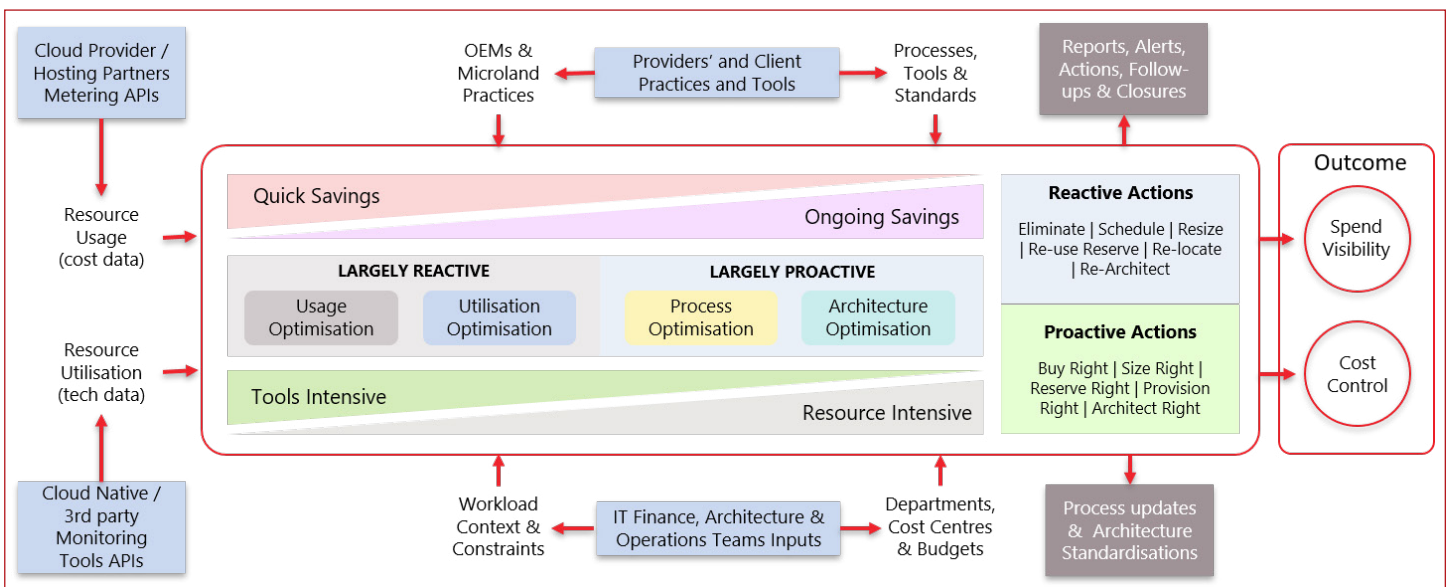 Cloud Provider /
Hosting Partners
Metering APIs
OEMs &
Microland
Practices
Providers' and Client
Practices and Tools
Processes,
Tools &
Standards
Reports, Alerts,
Actions, Follow-
ups & Closures
Resource
Usage
(cost data)
Quick Savings
Ongoing Savings
LARGELY REACTIVE
Usage
Optimisation
Utilisation
Optimisation
LARGELY PROACTIVE
Process
Optimisation
Architecture
Optimisation
Reactive Actions
Eliminate | Schedule | Resize
| Re-use Reserve | Re-locate
| Re-Architect
Outcome
Spend
Visibility
Resource
Utilisation
(tech data)
Tools Intensive
Resource Intensive
Proactive Actions
Buy Right | Size Right |
Reserve Right | Provision
Right | Architect Right
Cost
Control
Cloud Native /
3rd party
Monitoring
Tools APIs
Workload
Context &
Constraints
IT Finance, Architecture &
Operations Teams Inputs
Departments,
Cost Centres
& Budgets
Process updates
& Architecture
Standardisations